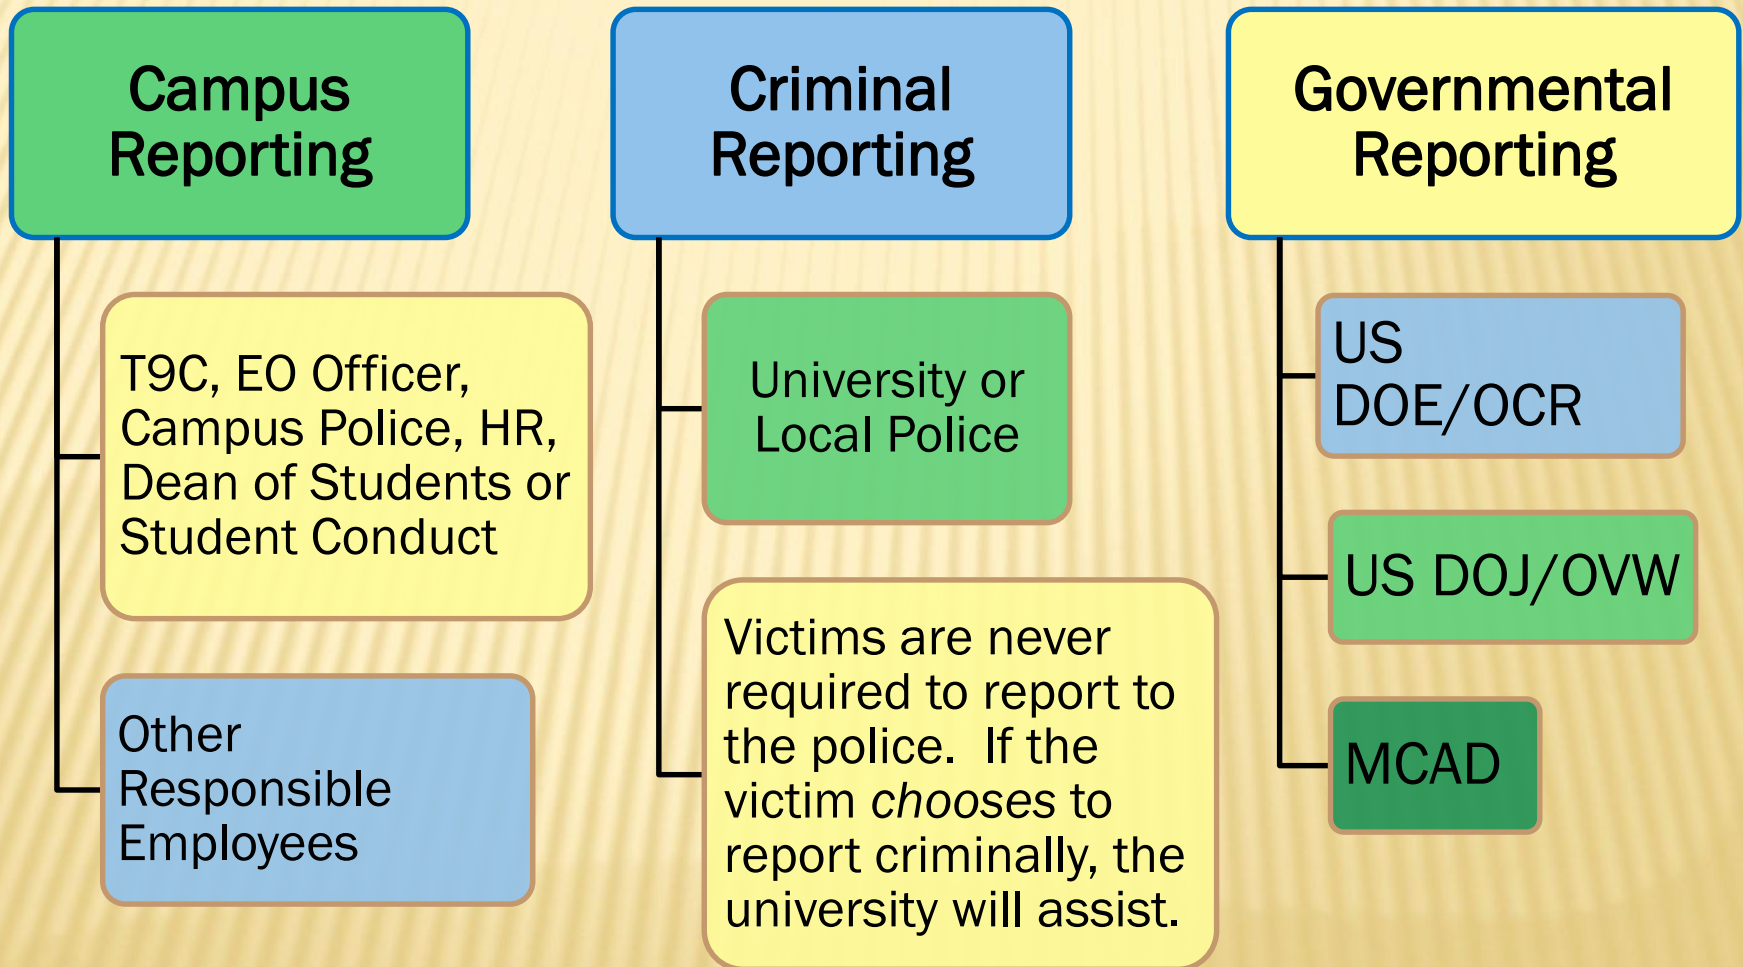 Campus
Reporting
T9C, EO Officer,
Campus Police, HR,
Dean of Students or
Student Conduct
Other
Responsible
Employees
Criminal
Reporting
University or
Local Police
Victims are never
required to report to
the police.  If the
victim chooses to
report criminally, the
university will assist.
Governmental
Reporting
US
DOE/OCR
US DOJ/OVW
MCAD